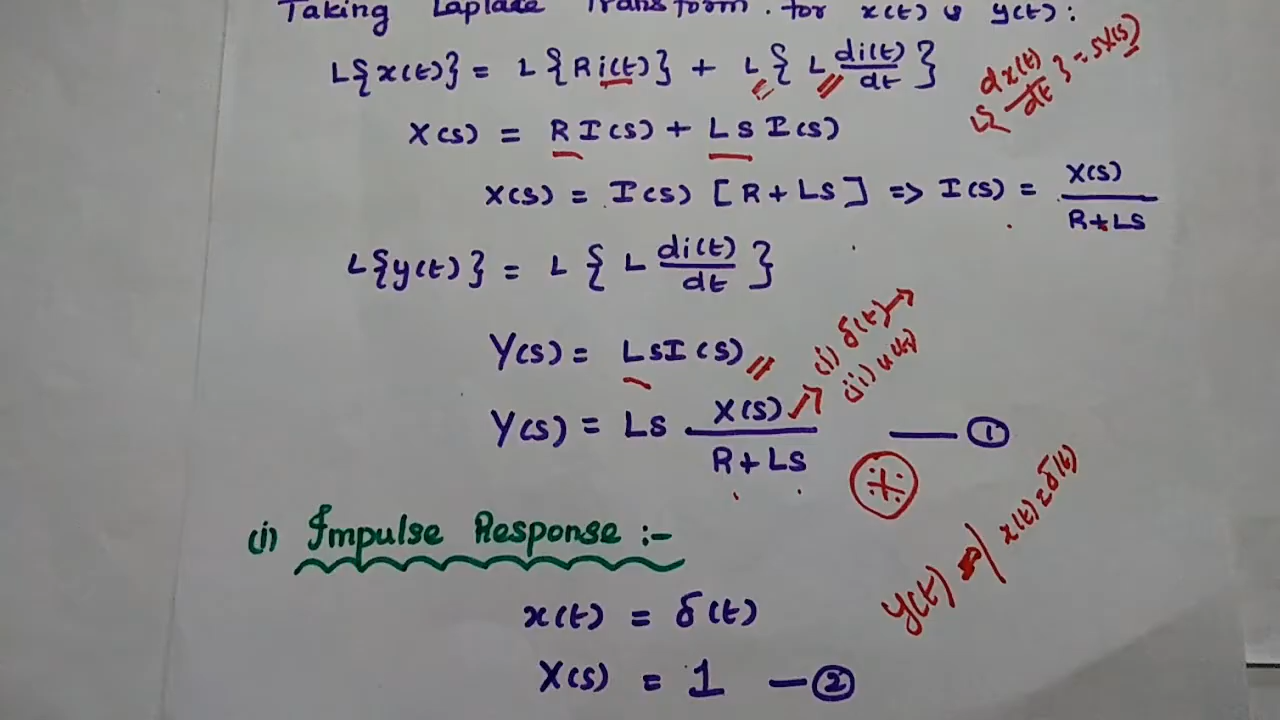 Taking Laplace Transform. for x(t) & y(t):
L{x(t)} = L{Ri(t)} + L{L di(t)/dt}
{dx(t)/dt} = sX(s)
X(s) = R I(s) + Ls I(s)
X(s) = I(s) [R + LS] => I(s) = X(s)/R+LS
L{y(t)} = L{L di(t)/dt}
Y(s) = LsI(s)
(i) δ(t)
(ii) u
Y(s) = Ls X(s)/R+LS — ①
(i) Impulse Response :-
y(t) x(t)=δ(t)
x(t) = δ(t)
X(s) = 1 — ②